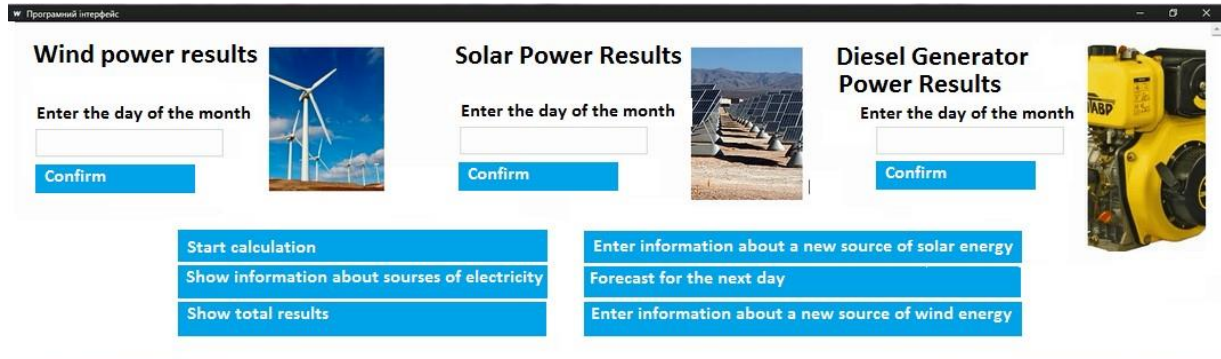 Програмний інтерфейс
Wind power results
Enter the day of the month
Confirm
Solar Power Results
Enter the day of the month
Confirm
Diesel Generator
Power Results
Enter the day of the month
Confirm
Start calculation
Show information about sourses of electricity
Show total results
Enter information about a new source of solar energy
Forecast for the next day
Enter information about a new source of wind energy